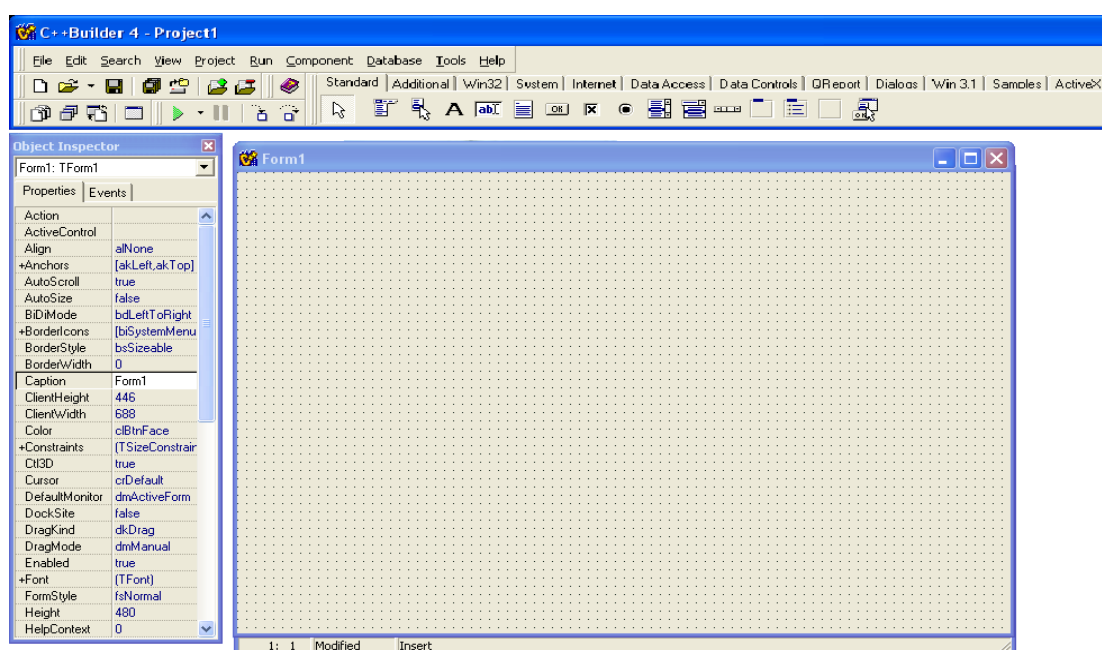 C++Builder 4 - Project1
File Edit Search View Project Run Component Database Tools Help
Standard Additional Win32 System Internet Data Access Data Controls QReport Dialogs Win 3.1 Samples ActiveX
A ab OK OK
Object Inspector
Form1: TForm1
Properties Events
Action
ActiveControl
Align alNone
+Anchors [akLeft,akTop]
AutoScroll true
AutoSize false
BiDiMode bdLeftToRight
+BorderIcons [biSystemMenu
BorderStyle bsSizeable
BorderWidth 0
Caption Form1
ClientHeight 446
ClientWidth 688
Color clBtnFace
+Constraints (TSizeConstrair
Ctl3D true
Cursor crDefault
DefaultMonitor dmActiveForm
DockSite false
DragKind dkDrag
DragMode dmManual
Enabled true
+Font (TFont)
FormStyle fsNormal
Height 480
HelpContext 0
Form1
1: 1 Modified Insert